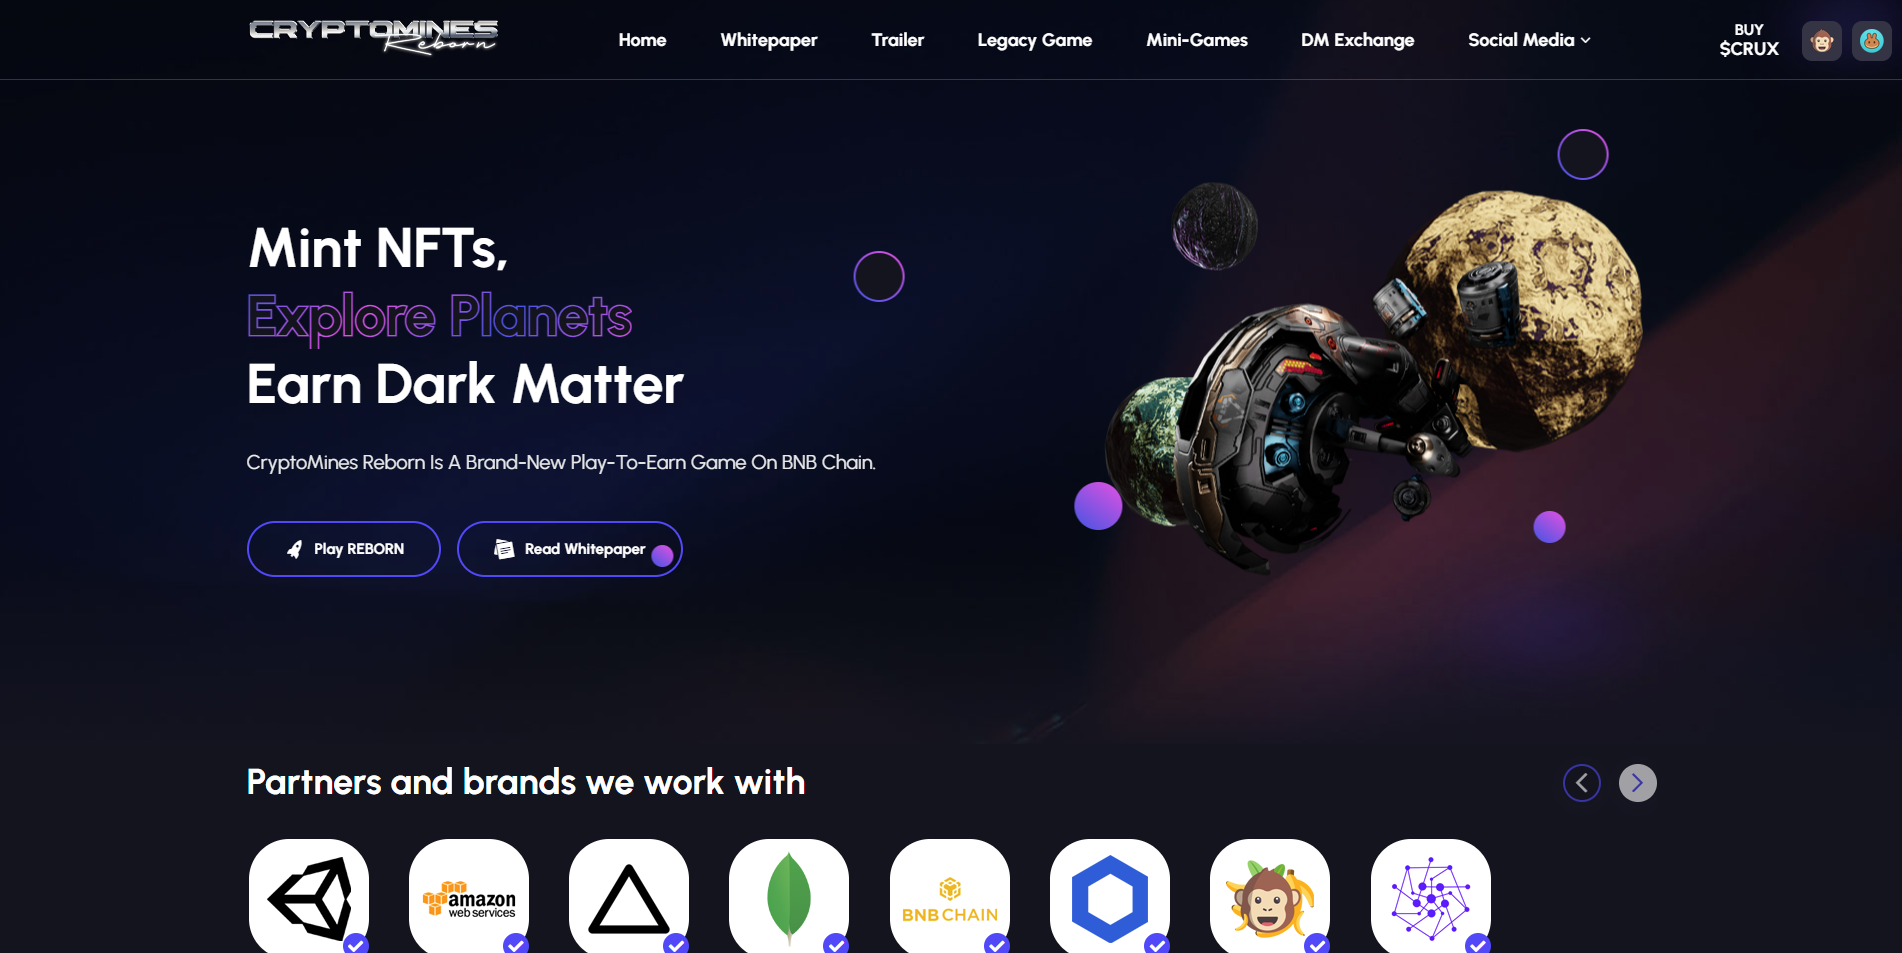 CRYPTOMINES
Reborn
Home
Whitepaper
Trailer
Legacy Game
Mini-Games
DM Exchange
Social Media
BUY
$CRUX
Mint NFTs,
Explore Planets
Earn Dark Matter
CryptoMines Reborn Is A Brand-New Play-To-Earn Game On BNB Chain.
Play REBORN
Read Whitepaper
Partners and brands we work with
amazon
web services
BNB CHAIN